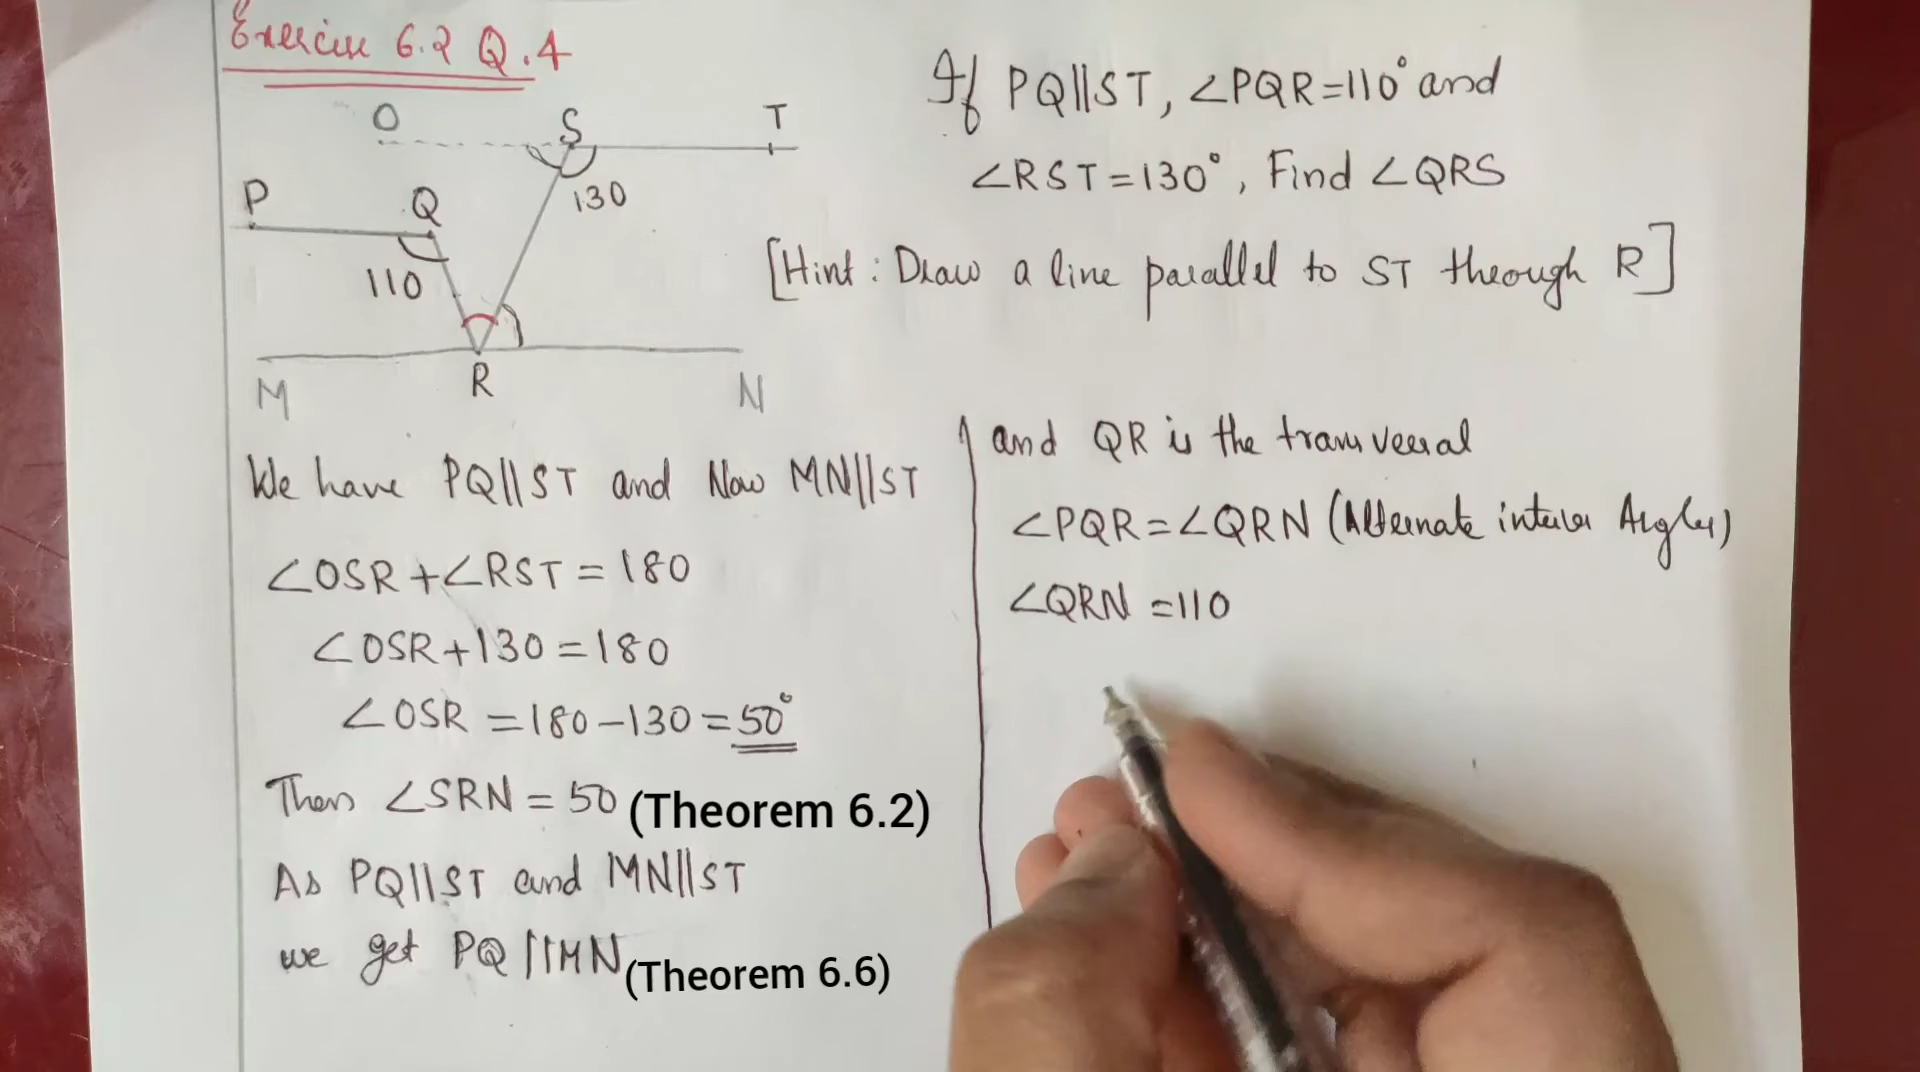 Exercise 6.2 Q.4
O
S
T
P
Q
130
110
R
M
N
If PQ||ST, ∠PQR=110° and
∠RST=130°, Find ∠QRS
[Hint: Draw a line parallel to ST through R]
We have PQ||ST and Now MN||ST
∠OSR+∠RST=180
∠OSR+130=180
∠OSR=180-130=50°
Then ∠SRN=50 (Theorem 6.2)
As PQ||ST and MN||ST
we get PQ||MN (Theorem 6.6)
and QR is the transversal
∠PQR=∠QRN (Alternate interior Angles)
∠QRN=110